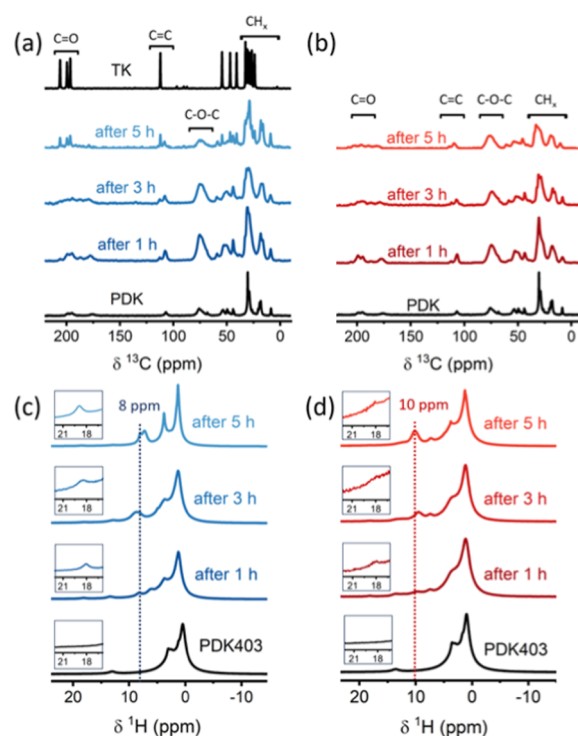 (a)
C=O
C=C
CHx
TK
C-O-C
after 5 h
after 3 h
after 1 h
PDK
200 150 100 50 0
δ 13C (ppm)
(b)
C=O
C=C
C-O-C
CHx
after 5 h
after 3 h
after 1 h
PDK
200 150 100 50 0
δ 13C (ppm)
(c)
8 ppm
after 5 h
21 18
after 3 h
21 18
after 1 h
21 18
PDK403
21 18
20 10 0 -10
δ 1H (ppm)
(d)
10 ppm
after 5 h
21 18
after 3 h
21 18
after 1 h
21 18
PDK403
21 18
20 10 0 -10
δ 1H (ppm)